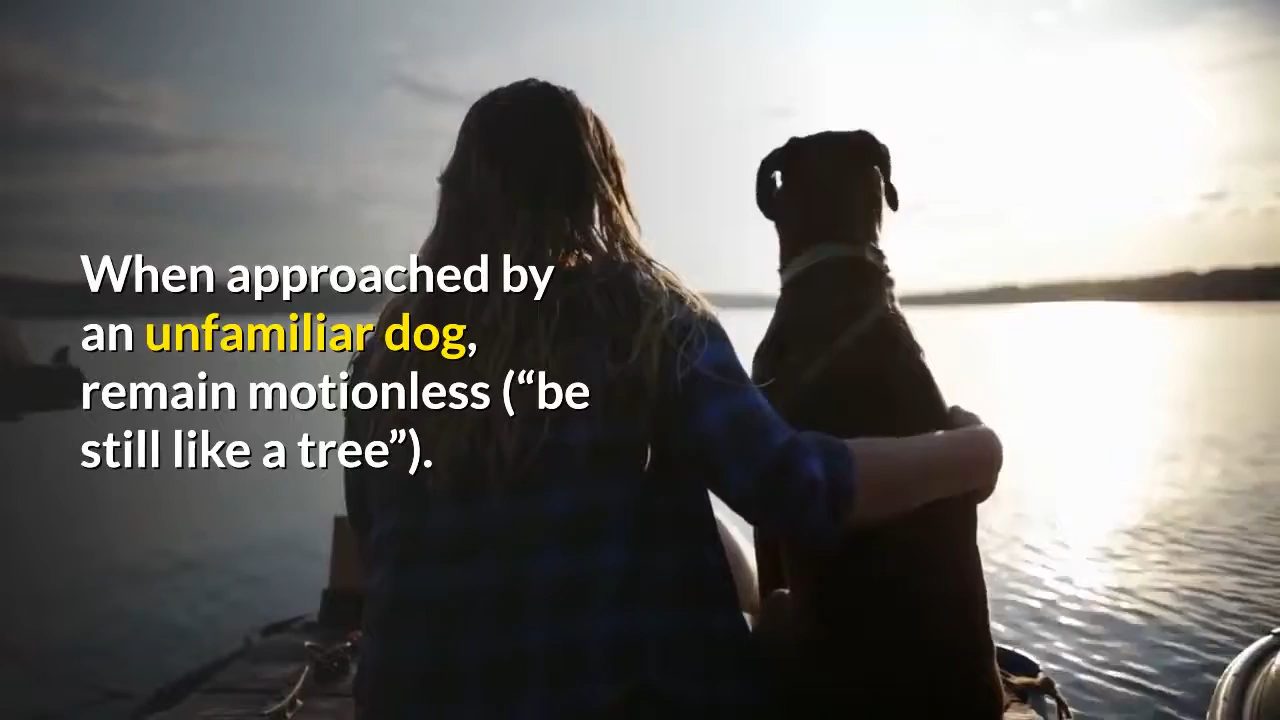 When approached by
an unfamiliar dog,
remain motionless (“be
still like a tree”).